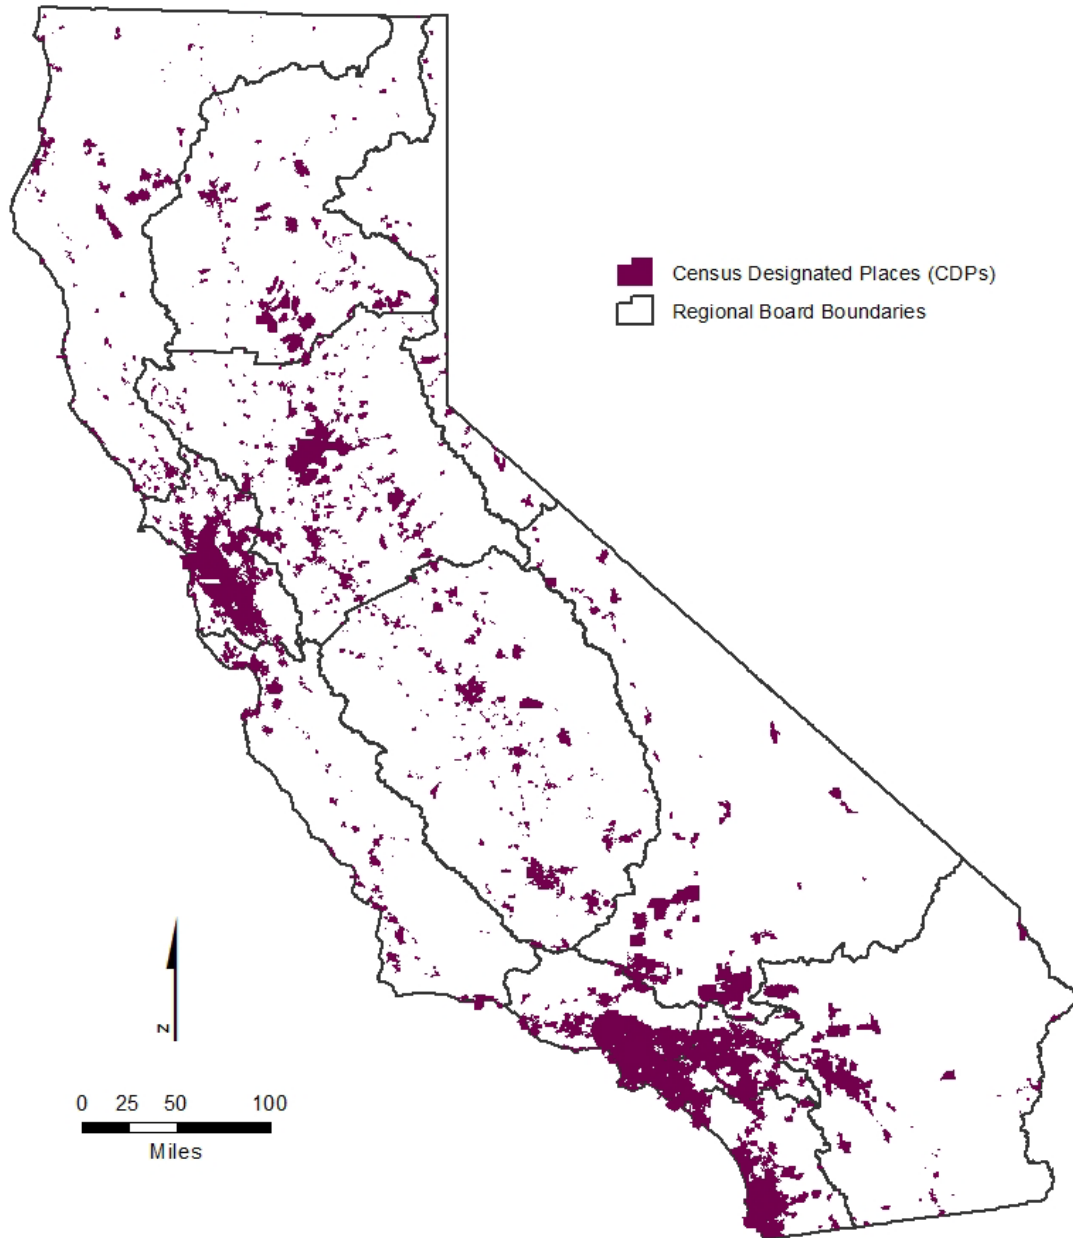 Census Designated Places (CDPs)
Regional Board Boundaries
N
0 25 50 100
Miles